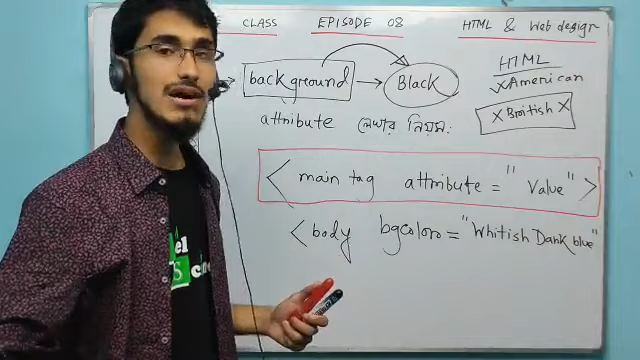 CLASS EPISODE 08 HTML & Web design
background → Black
HTML
✓American
× British ×
attribute লেখার নিয়ম:
< main tag attribute = "Value" >
< body bgcolor = "Whitish Dark blue"